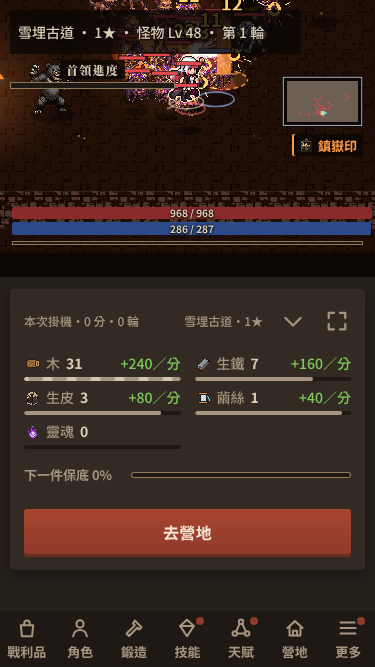 雪埋古道 · 1★ · 怪物 Lv 48 · 第 1 輪
12
11
首領進度
鎮嶽印
968 / 968
286 / 287
本次掛機·0 分·0 輪
雪埋古道·1★
木 31 +240／分
生鐵 7 +160／分
生皮 3 +80／分
繭絲 1 +40／分
靈魂 0
下一件保底 0%
去營地
戰利品 角色 鍛造 技能 天賦 營地 更多